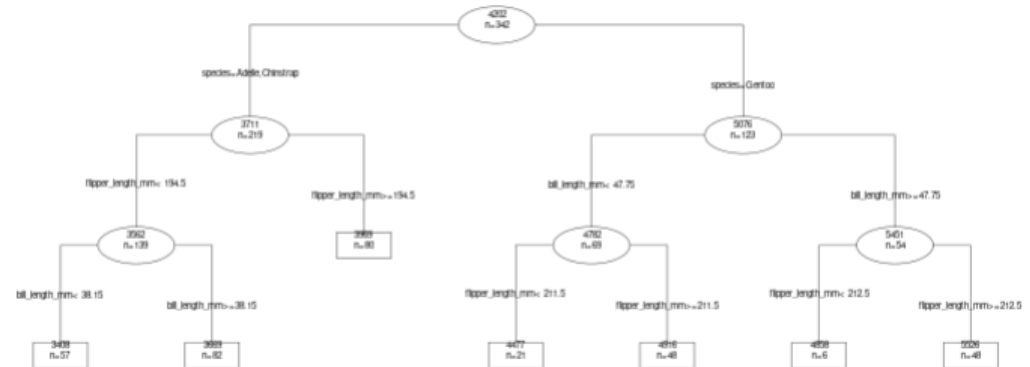 4202
n=342
species=Adelie,Chinstrap
species=Gentoo
3711
n=219
5076
n=123
flipper_length_mm< 194.5
flipper_length_mm>=194.5
bill_length_mm< 47.75
bill_length_mm>=47.75
3562
n=139
n=80
4782
n=69
5451
n=54
bill_length_mm< 38.15
bill_length_mm>=38.15
flipper_length_mm< 211.5
flipper_length_mm>=211.5
flipper_length_mm< 212.5
flipper_length_mm>=212.5
n=57
n=82
4477
n=21
4916
n=48
n=6
5526
n=48